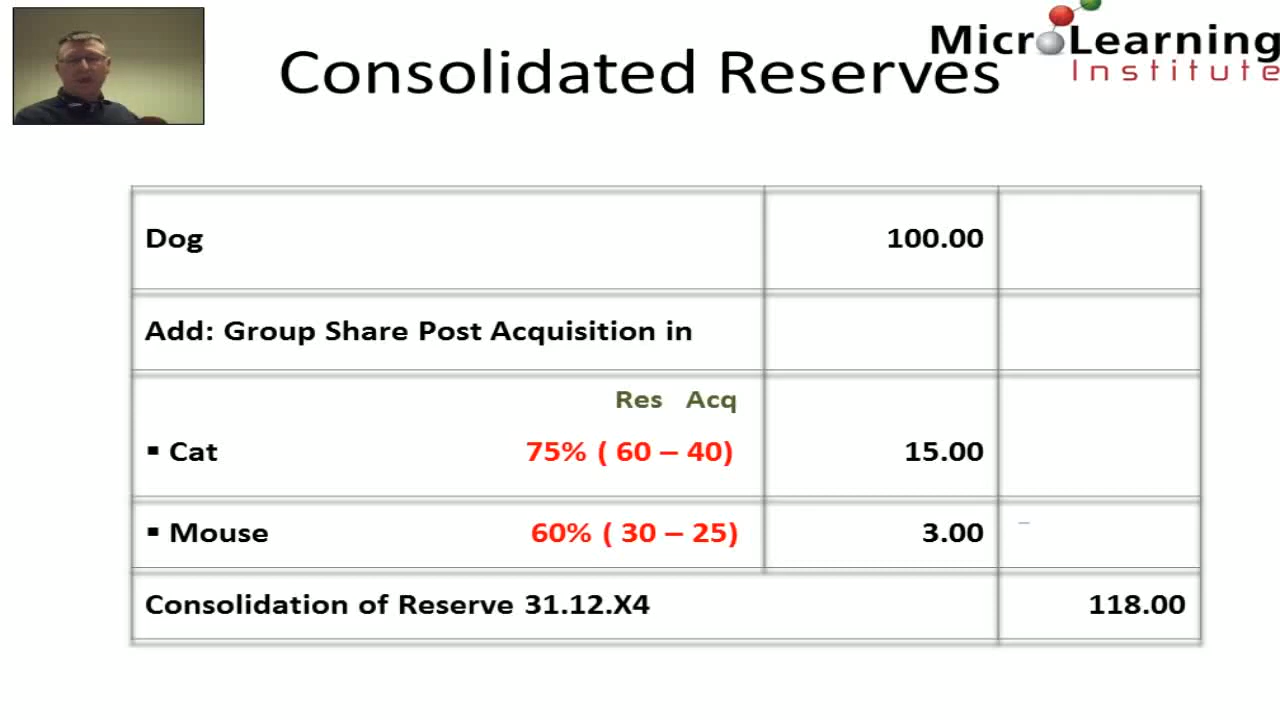 MicroLearning
Institute
Consolidated Reserves
Dog 100.00
Add: Group Share Post Acquisition in
Res Acq
▪ Cat 75% ( 60 – 40) 15.00
▪ Mouse 60% ( 30 – 25) 3.00
Consolidation of Reserve 31.12.X4 118.00